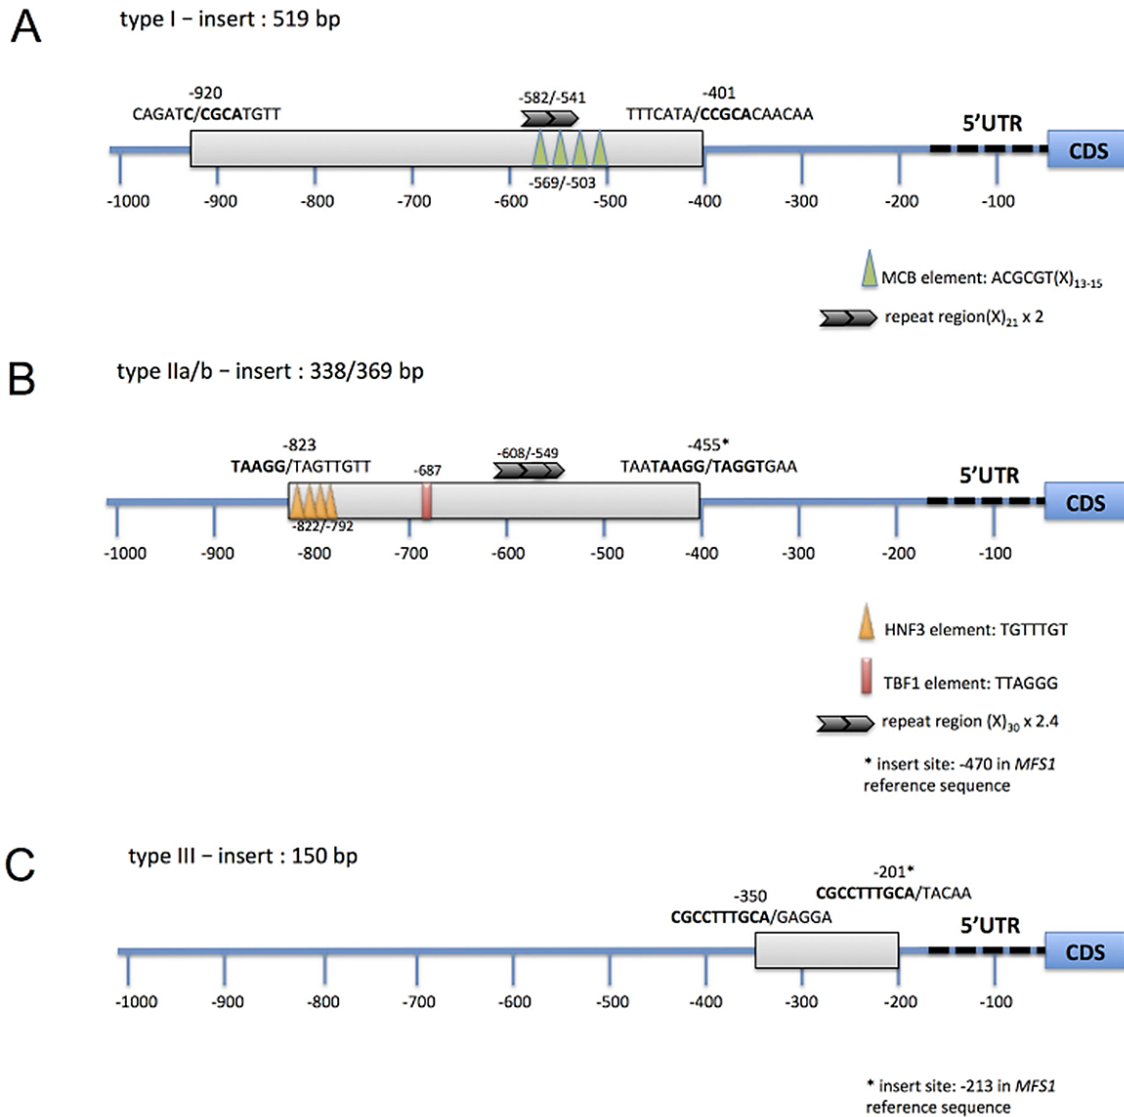 A
type I – insert : 519 bp
-920
CAGATC/CGCATGTT
-582/-541
-401
TTTCATA/CCGCACAACAA
5’UTR
CDS
-569/-503
-1000 -900 -800 -700 -600 -500 -400 -300 -200 -100
MCB element: ACGCGT(X)13-15
repeat region(X)21 x 2
B
type IIa/b – insert : 338/369 bp
-823
TAAGG/TAGTTGTT
-687
-608/-549
-455*
TAATAAGG/TAGGTGAA
5’UTR
CDS
-822/-792
-1000 -900 -800 -700 -600 -500 -400 -300 -200 -100
HNF3 element: TGTTTGT
TBF1 element: TTAGGG
repeat region (X)30 x 2.4
* insert site: -470 in MFS1
reference sequence
C
type III – insert : 150 bp
-350
CGCCTTTGCA/GAGGA
-201*
CGCCTTTGCA/TACAA
5’UTR
CDS
-1000 -900 -800 -700 -600 -500 -400 -300 -200 -100
* insert site: -213 in MFS1
reference sequence